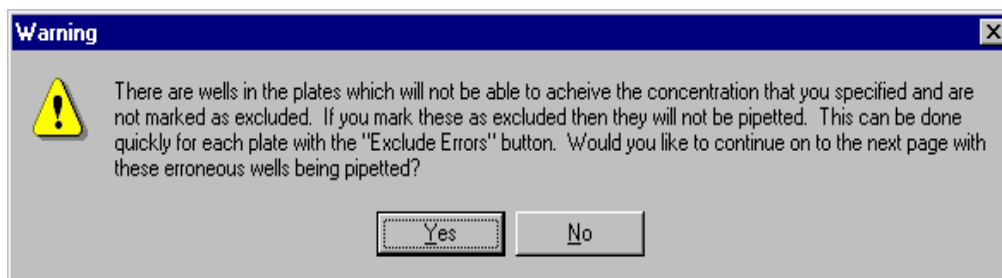 Warning
There are wells in the plates which will not be able to acheive the concentration that you specified and are
not marked as excluded. If you mark these as excluded then they will not be pipetted. This can be done
quickly for each plate with the "Exclude Errors" button. Would you like to continue on to the next page with
these erroneous wells being pipetted?
Yes No